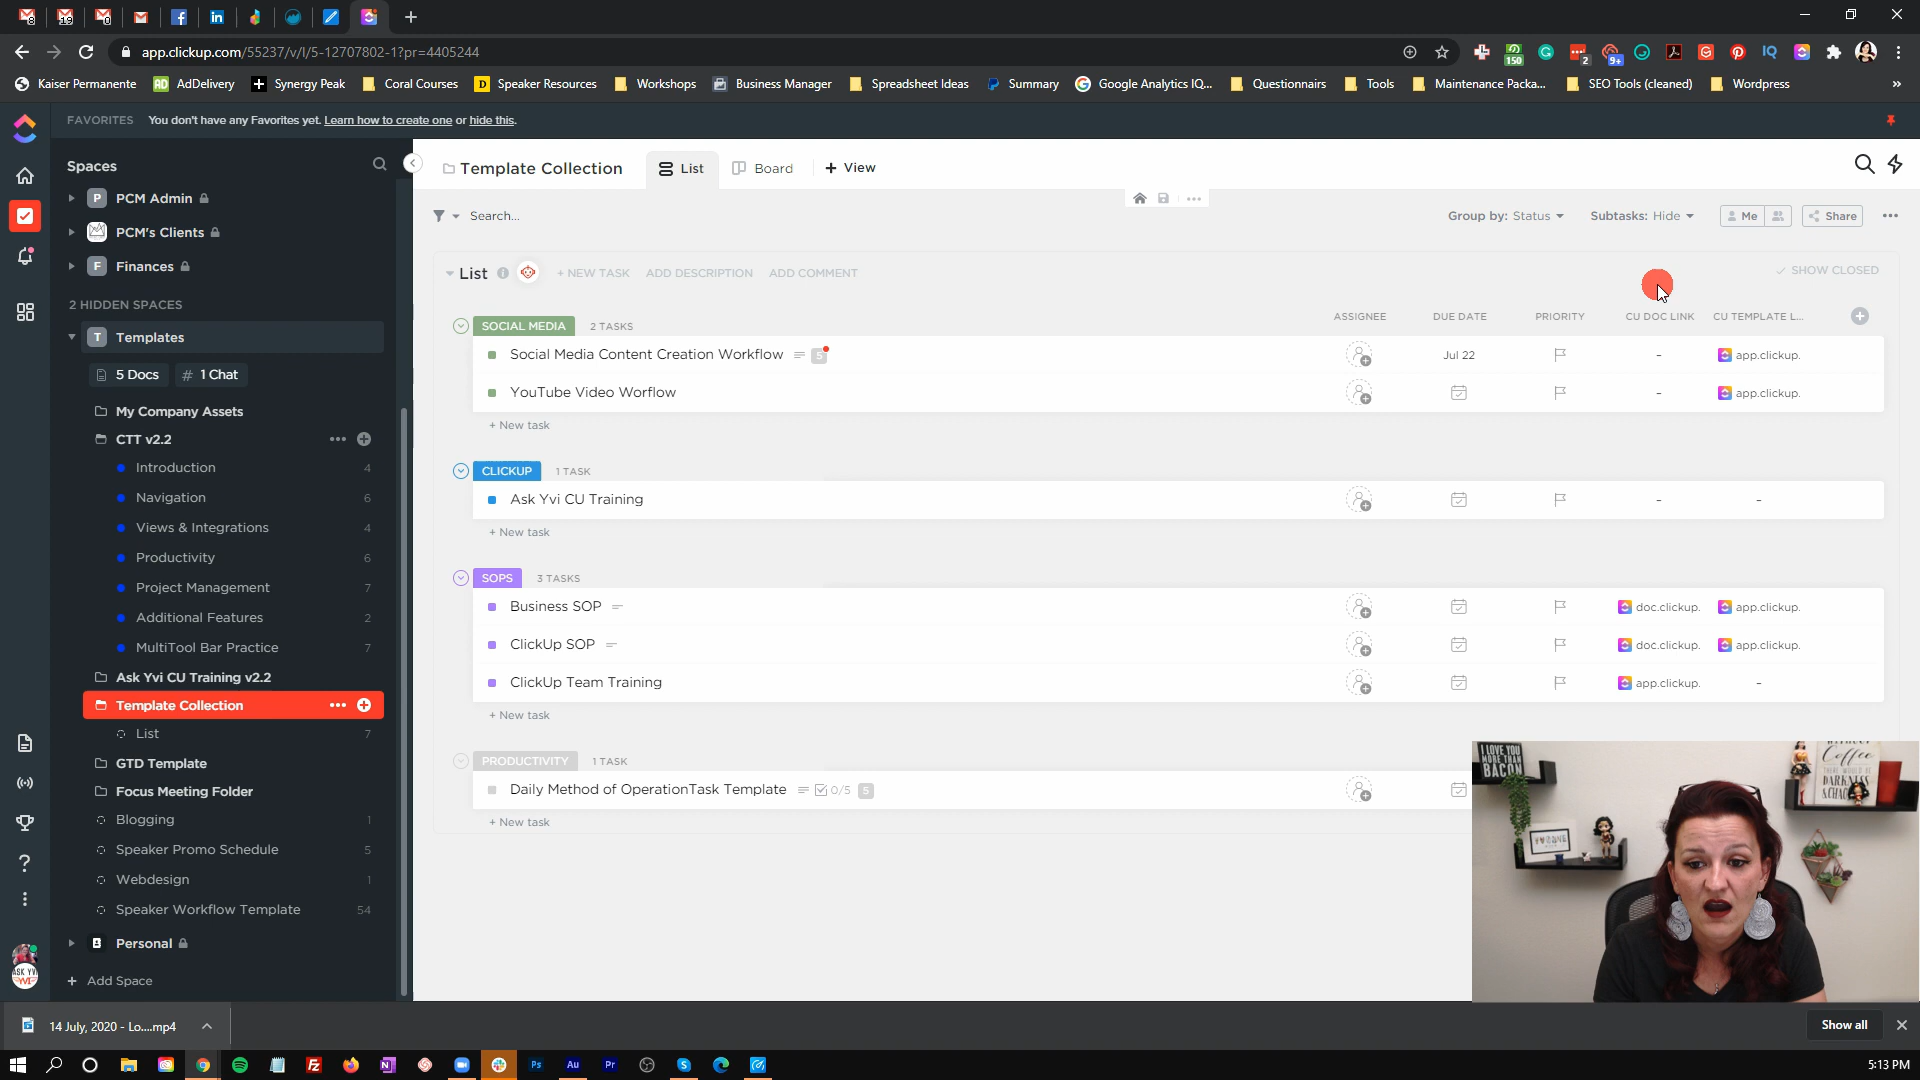 app.clickup.com/55237/v/l/5-12707802-1?pr=4405244
Kaiser Permanente
AdDelivery
Synergy Peak
Coral Courses
Speaker Resources
Workshops
Business Manager
Spreadsheet Ideas
Summary
Google Analytics IQ...
Questionnairs
Tools
Maintenance Packa...
SEO Tools (cleaned)
Wordpress
»
FAVORITES You don't have any Favorites yet. Learn how to create one or hide this.
Spaces
P PCM Admin
PCM's Clients
F Finances
2 HIDDEN SPACES
T Templates
5 Docs
# 1 Chat
My Company Assets
CTT v2.2
Introduction 4
Navigation 6
Views & Integrations 4
Productivity 6
Project Management 7
Additional Features 2
MultiTool Bar Practice 7
Ask Yvi CU Training v2.2
Template Collection
List 7
GTD Template
Focus Meeting Folder
Blogging 1
Speaker Promo Schedule 5
Webdesign 1
Speaker Workflow Template 54
Personal
+ Add Space
Template Collection
List
Board
+ View
Search...
Group by: Status
Subtasks: Hide
Me
Share
List
+ NEW TASK
ADD DESCRIPTION
ADD COMMENT
SHOW CLOSED
SOCIAL MEDIA 2 TASKS
ASSIGNEE DUE DATE PRIORITY CU DOC LINK CU TEMPLATE L...
Social Media Content Creation Workflow 5 Jul 22 - app.clickup.
YouTube Video Worflow - app.clickup.
+ New task
CLICKUP 1 TASK
Ask Yvi CU Training - -
+ New task
SOPS 3 TASKS
Business SOP doc.clickup. app.clickup.
ClickUp SOP doc.clickup. app.clickup.
ClickUp Team Training app.clickup. -
+ New task
PRODUCTIVITY 1 TASK
Daily Method of OperationTask Template 0/5 5
+ New task
I LOVE YOU
MORE THAN
BACON
Coffee
14 July, 2020 - Lo....mp4
Show all
5:13 PM